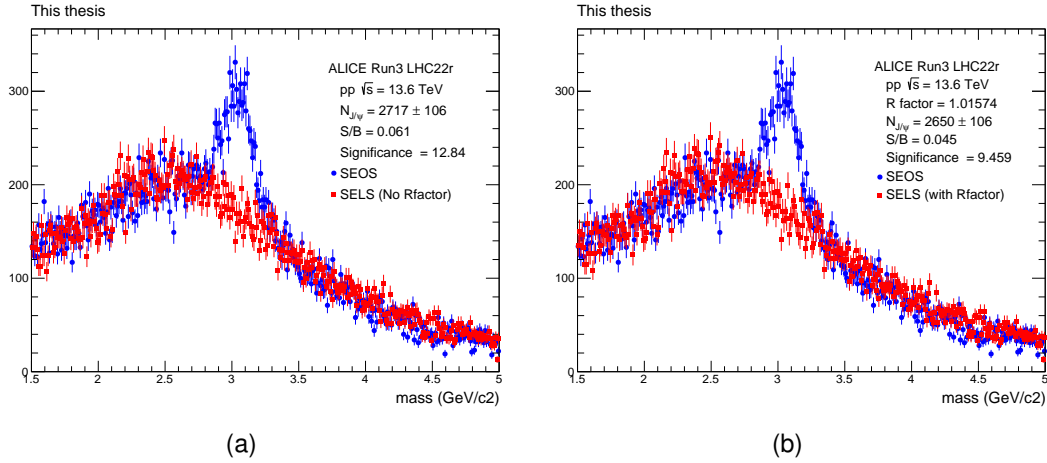 This thesis
ALICE Run3 LHC22r
pp √s = 13.6 TeV
N_J/ψ = 2717 ± 106
S/B = 0.061
Significance = 12.84
SEOS
SELS (No Rfactor)
300
200
100
0
1.5 2 2.5 3 3.5 4 4.5 5
mass (GeV/c2)
(a)
This thesis
ALICE Run3 LHC22r
pp √s = 13.6 TeV
R factor = 1.01574
N_J/ψ = 2650 ± 106
S/B = 0.045
Significance = 9.459
SEOS
SELS (with Rfactor)
300
200
100
0
1.5 2 2.5 3 3.5 4 4.5 5
mass (GeV/c2)
(b)